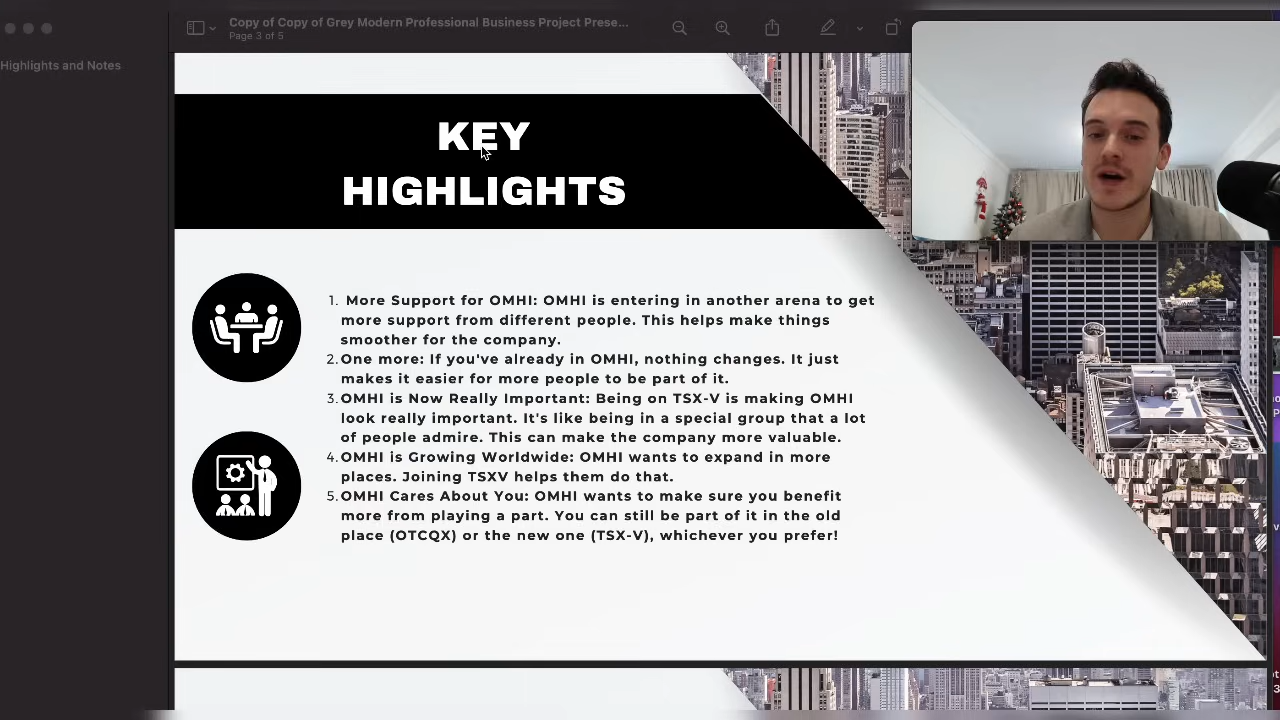 Copy of Copy of Grey Modern Professional Business Project Prese...
Page 3 of 5
Highlights and Notes
KEY
HIGHLIGHTS
1. More Support for OMHI: OMHI is entering in another arena to get
more support from different people. This helps make things
smoother for the company.
2. One more: If you've already in OMHI, nothing changes. It just
makes it easier for more people to be part of it.
3. OMHI is Now Really Important: Being on TSX-V is making OMHI
look really important. It's like being in a special group that a lot
of people admire. This can make the company more valuable.
4. OMHI is Growing Worldwide: OMHI wants to expand in more
places. Joining TSXV helps them do that.
5. OMHI Cares About You: OMHI wants to make sure you benefit
more from playing a part. You can still be part of it in the old
place (OTCQX) or the new one (TSX-V), whichever you prefer!